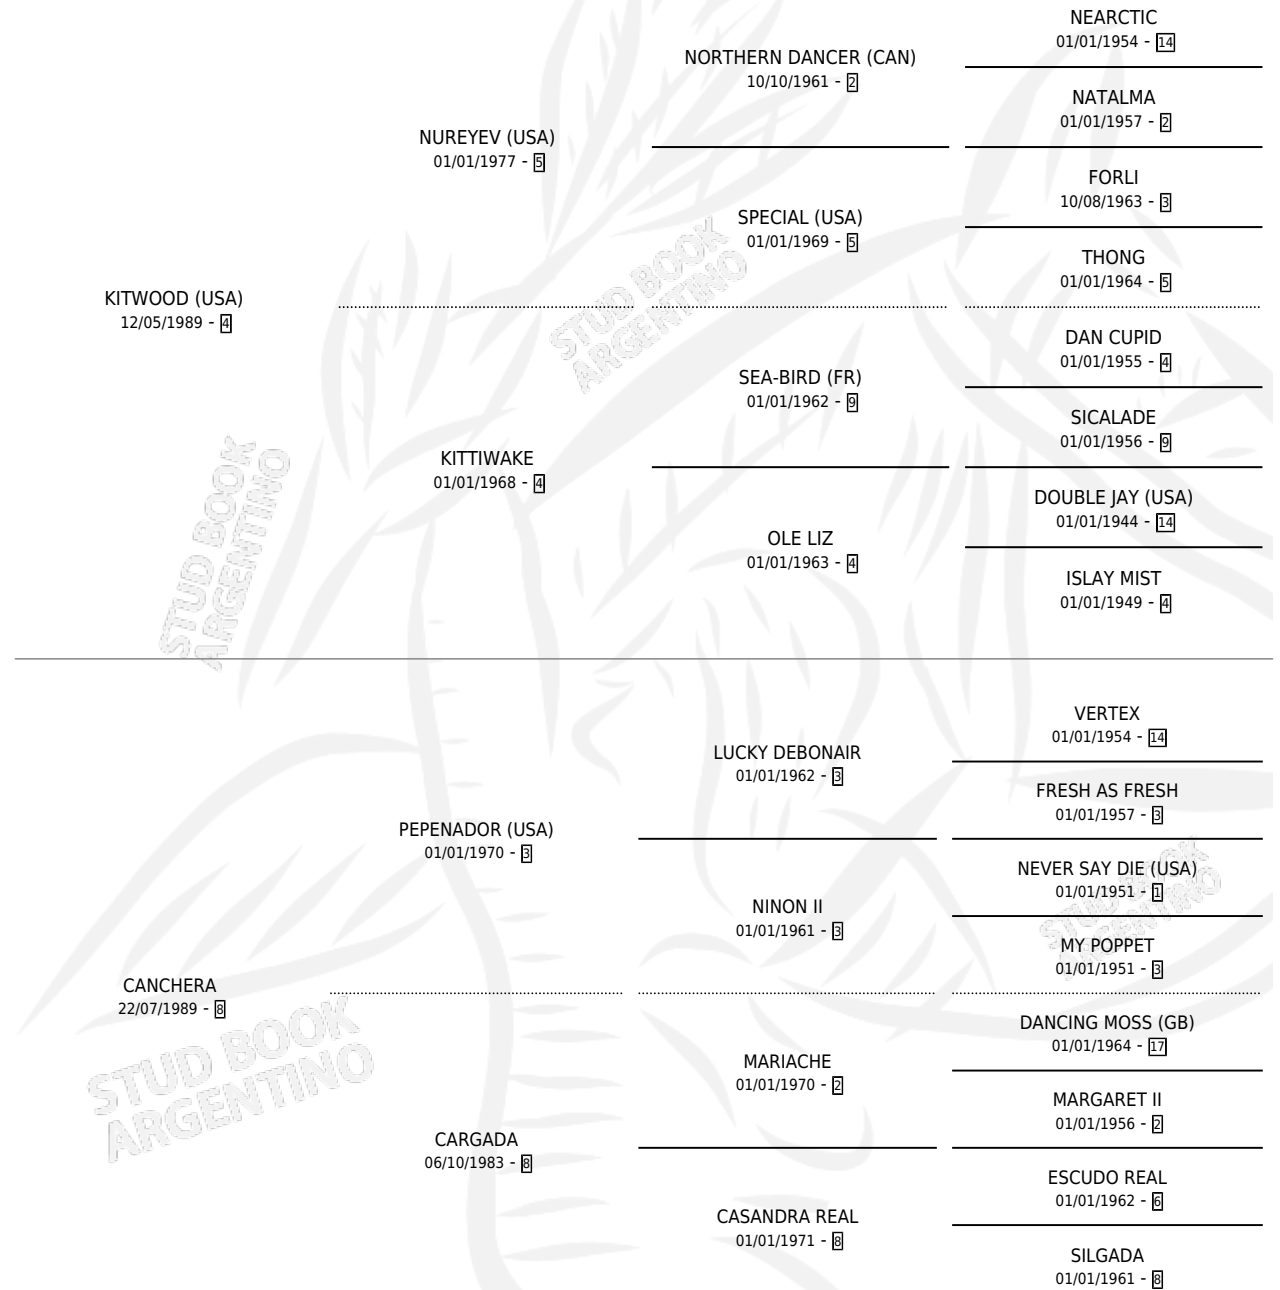 NEARCTIC
01/01/1954 - 14
NORTHERN DANCER (CAN)
10/10/1961 - 2
NATALMA
01/01/1957 - 2
NUREYEV (USA)
01/01/1977 - 5
FORLI
10/08/1963 - 3
SPECIAL (USA)
01/01/1969 - 5
THONG
01/01/1964 - 5
KITWOOD (USA)
12/05/1989 - 4
DAN CUPID
01/01/1955 - 4
SEA-BIRD (FR)
01/01/1962 - 9
SICALADE
01/01/1956 - 9
KITTIWAKE
01/01/1968 - 4
DOUBLE JAY (USA)
01/01/1944 - 14
OLE LIZ
01/01/1963 - 4
ISLAY MIST
01/01/1949 - 4
VERTEX
01/01/1954 - 14
LUCKY DEBONAIR
01/01/1962 - 3
FRESH AS FRESH
01/01/1957 - 3
PEPENADOR (USA)
01/01/1970 - 3
NEVER SAY DIE (USA)
01/01/1951 - 1
NINON II
01/01/1961 - 3
MY POPPET
01/01/1951 - 3
CANCHERA
22/07/1989 - 8
DANCING MOSS (GB)
01/01/1964 - 17
MARIACHE
01/01/1970 - 2
MARGARET II
01/01/1956 - 2
CARGADA
06/10/1983 - 8
ESCUDO REAL
01/01/1962 - 6
CASANDRA REAL
01/01/1971 - 8
SILGADA
01/01/1961 - 8
STUD BOOK
ARGENTINO
STUD BOOK
ARGENTINO
STUD BOOK
ARGENTINO
STUD BOOK
ARGENTINO